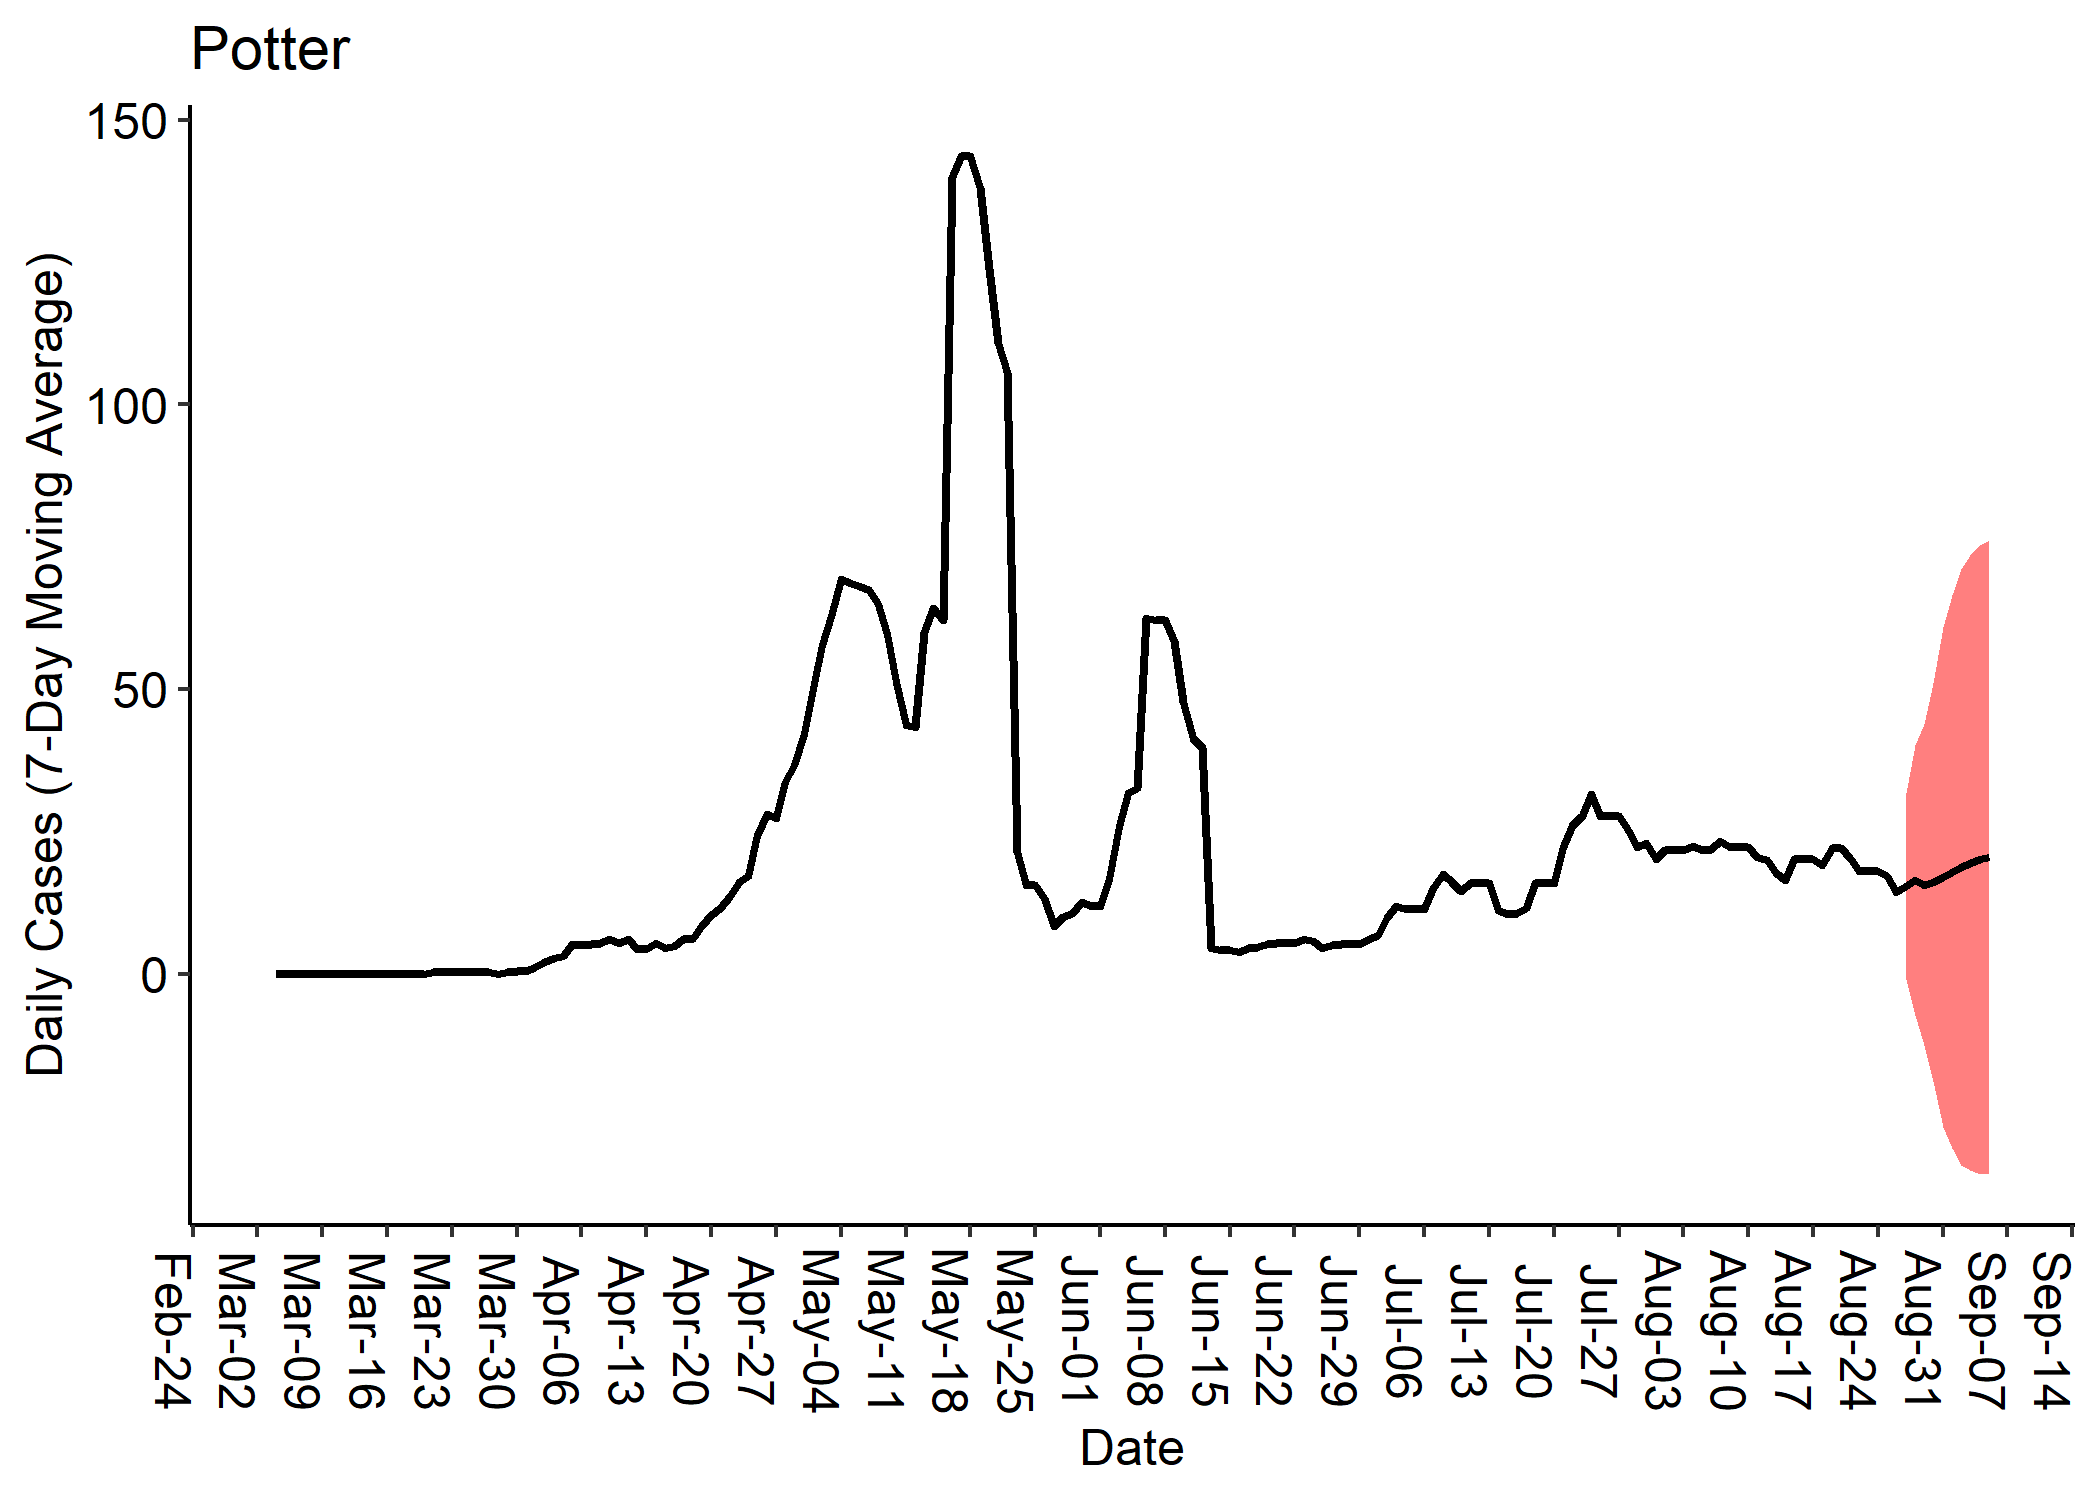 Potter
Daily Cases (7-Day Moving Average)
150
100
50
0
Feb-24
Mar-02
Mar-09
Mar-16
Mar-23
Mar-30
Apr-06
Apr-13
Apr-20
Apr-27
May-04
May-11
May-18
May-25
Jun-01
Jun-08
Jun-15
Jun-22
Jun-29
Jul-06
Jul-13
Jul-20
Jul-27
Aug-03
Aug-10
Aug-17
Aug-24
Aug-31
Sep-07
Sep-14
Date